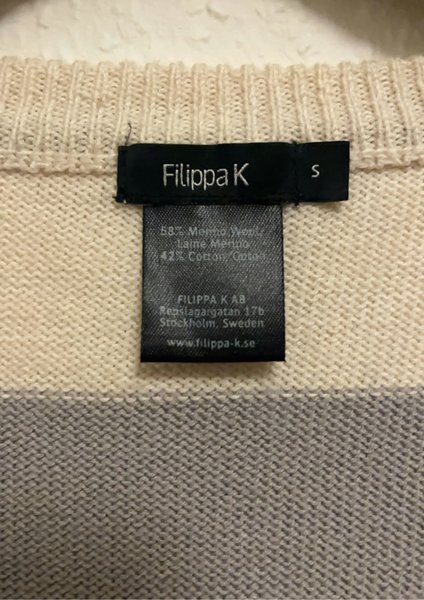 Filippa K
S
58% Merino Wool/
Laine Merino
42% Cotton/Coton
FILIPPA K AB
Repslagargatan 17b
Stockholm, Sweden
www.filippa-k.se